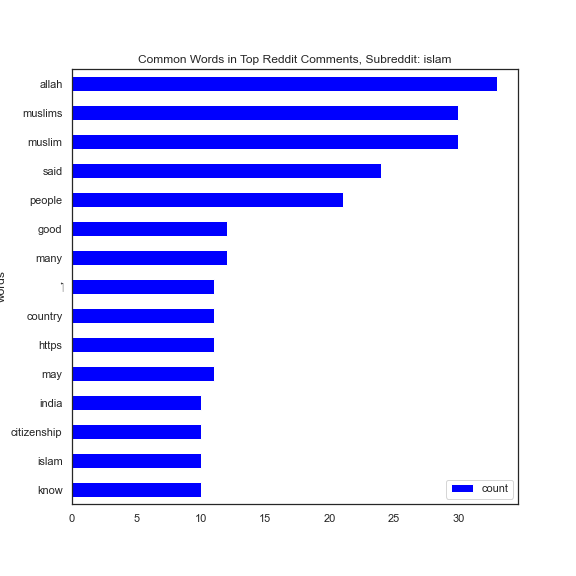 Common Words in Top Reddit Comments, Subreddit: islam
allah
muslims
muslim
said
people
good
many
country
https
may
india
citizenship
islam
know
words
0 5 10 15 20 25 30
count